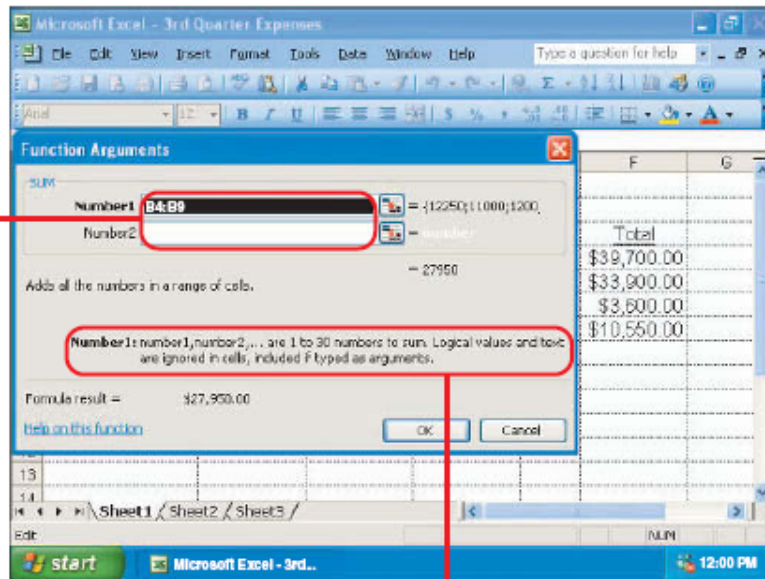 Microsoft Excel - 3rd Quarter Expenses
File Edit View Insert Format Tools Data Window Help Type a question for help
Arial 12 B I U $ % ,
Function Arguments
F G
SUM
Number1 B4:B9 = {12250;11000;1200
Number2 = number
Total
= 27950
$39,700.00
Adds all the numbers in a range of cells.
$33,900.00
$3,600.00
$10,550.00
Number1: number1,number2,... are 1 to 30 numbers to sum. Logical values and text
are ignored in cells, included if typed as arguments.
Formula result = $27,950.00
Help on this function OK Cancel
13
14
Sheet1 / Sheet2 / Sheet3 /
Edit NUM
start Microsoft Excel - 3rd... 12:00 PM